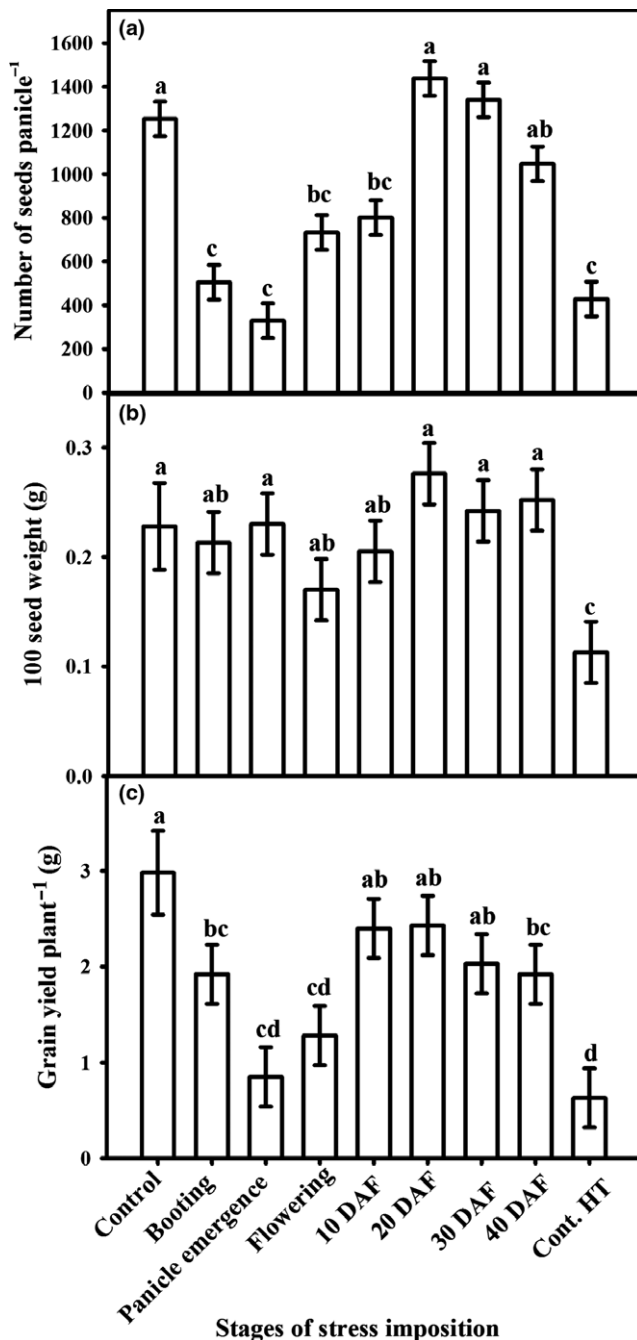 (a)
Number of seeds panicle⁻¹
1600
1400
1200
1000
800
600
400
200
0
a
c
c
bc
bc
a
a
ab
c
(b)
100 seed weight (g)
0.3
0.2
0.1
0.0
a
ab
a
ab
ab
a
a
a
c
(c)
Grain yield plant⁻¹ (g)
3
2
1
0
a
bc
cd
cd
ab
ab
ab
bc
d
Control
Booting
Panicle emergence
Flowering
10 DAF
20 DAF
30 DAF
40 DAF
Cont. HT
Stages of stress imposition